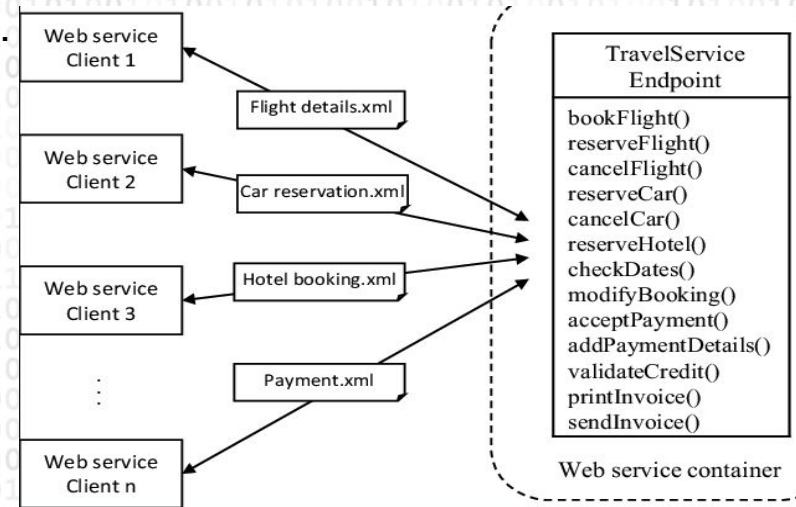 Web service
Client 1
Flight details.xml
Web service
Client 2
Car reservation.xml
Web service
Client 3
Hotel booking.xml
Payment.xml
Web service
Client n
TravelService
Endpoint
bookFlight()
reserveFlight()
cancelFlight()
reserveCar()
cancelCar()
reserveHotel()
checkDates()
modifyBooking()
acceptPayment()
addPaymentDetails()
validateCredit()
printInvoice()
sendInvoice()
Web service container